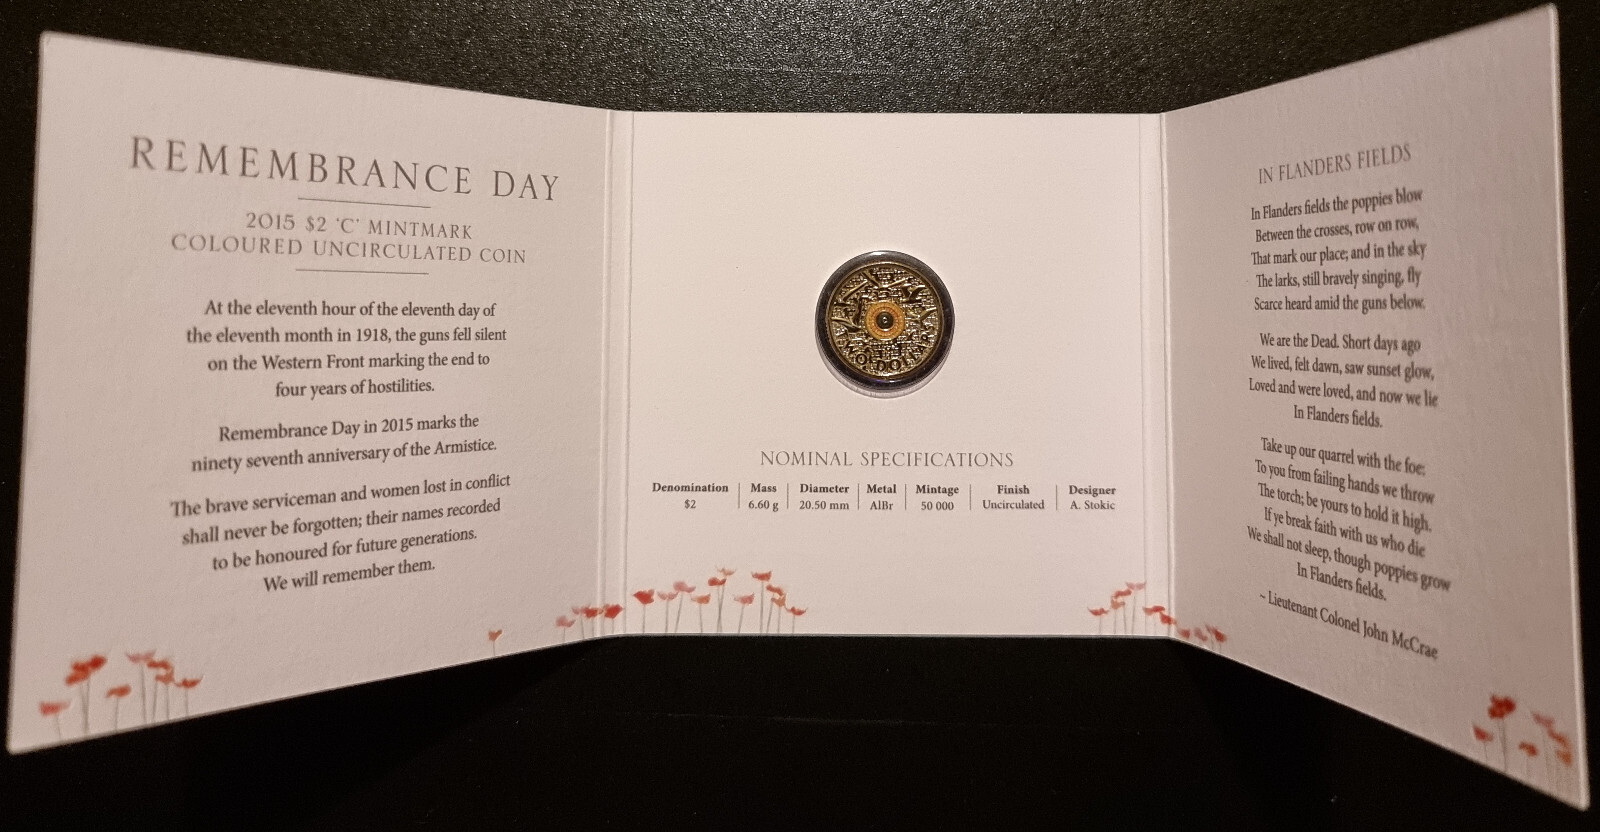 REMEMBRANCE DAY
2015 $2 'C' MINTMARK
COLOURED UNCIRCULATED COIN
At the eleventh hour of the eleventh day of
the eleventh month in 1918, the guns fell silent
on the Western Front marking the end to
four years of hostilities.
Remembrance Day in 2015 marks the
ninety seventh anniversary of the Armistice.
The brave serviceman and women lost in conflict
shall never be forgotten; their names recorded
to be honoured for future generations.
We will remember them.
TWO DOLLARS
NOMINAL SPECIFICATIONS
Denomination Mass Diameter Metal Mintage Finish Designer
$2 6.60 g 20.50 mm AlBr 50 000 Uncirculated A. Stokic
IN FLANDERS FIELDS
In Flanders fields the poppies blow
Between the crosses, row on row,
That mark our place; and in the sky
The larks, still bravely singing, fly
Scarce heard amid the guns below.
We are the Dead. Short days ago
We lived, felt dawn, saw sunset glow,
Loved and were loved, and now we lie
In Flanders fields.
Take up our quarrel with the foe:
To you from failing hands we throw
The torch; be yours to hold it high.
If ye break faith with us who die
We shall not sleep, though poppies grow
In Flanders fields.
~ Lieutenant Colonel John McCrae